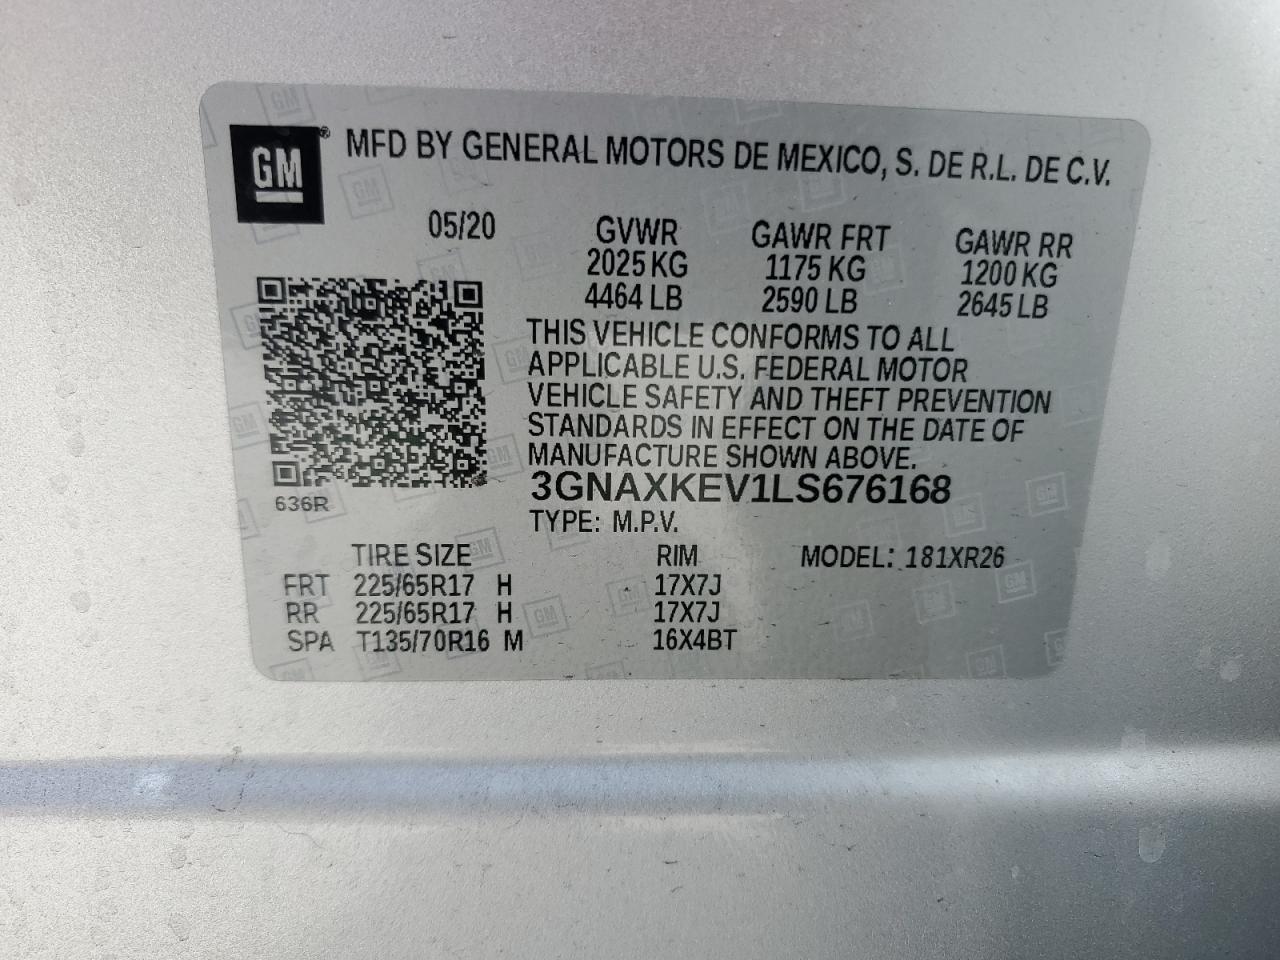 GM® MFD BY GENERAL MOTORS DE MEXICO, S. DE R.L. DE C.V.
05/20 GVWR GAWR FRT GAWR RR
2025 KG 1175 KG 1200 KG
4464 LB 2590 LB 2645 LB
THIS VEHICLE CONFORMS TO ALL
APPLICABLE U.S. FEDERAL MOTOR
VEHICLE SAFETY AND THEFT PREVENTION
STANDARDS IN EFFECT ON THE DATE OF
MANUFACTURE SHOWN ABOVE.
3GNAXKEV1LS676168
636R
TYPE: M.P.V.
TIRE SIZE RIM MODEL: 181XR26
FRT 225/65R17 H 17X7J
RR 225/65R17 H 17X7J
SPA T135/70R16 M 16X4BT